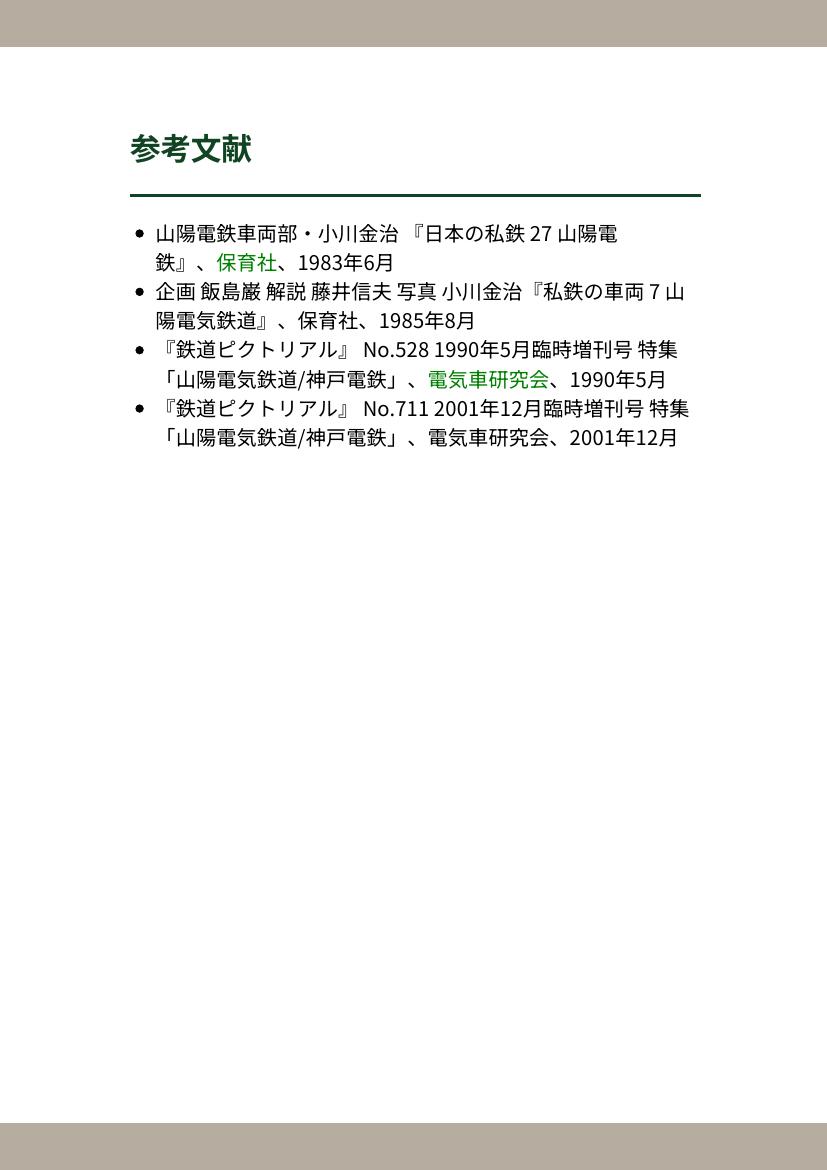 参考文献
山陽電鉄車両部・小川金治 『日本の私鉄 27 山陽電
鉄』、保育社、1983年6月
企画 飯島巌 解説 藤井信夫 写真 小川金治『私鉄の車両 7 山
陽電気鉄道』、保育社、1985年8月
『鉄道ピクトリアル』 No.528 1990年5月臨時増刊号 特集
「山陽電気鉄道/神戸電鉄」、電気車研究会、1990年5月
『鉄道ピクトリアル』 No.711 2001年12月臨時増刊号 特集
「山陽電気鉄道/神戸電鉄」、電気車研究会、2001年12月